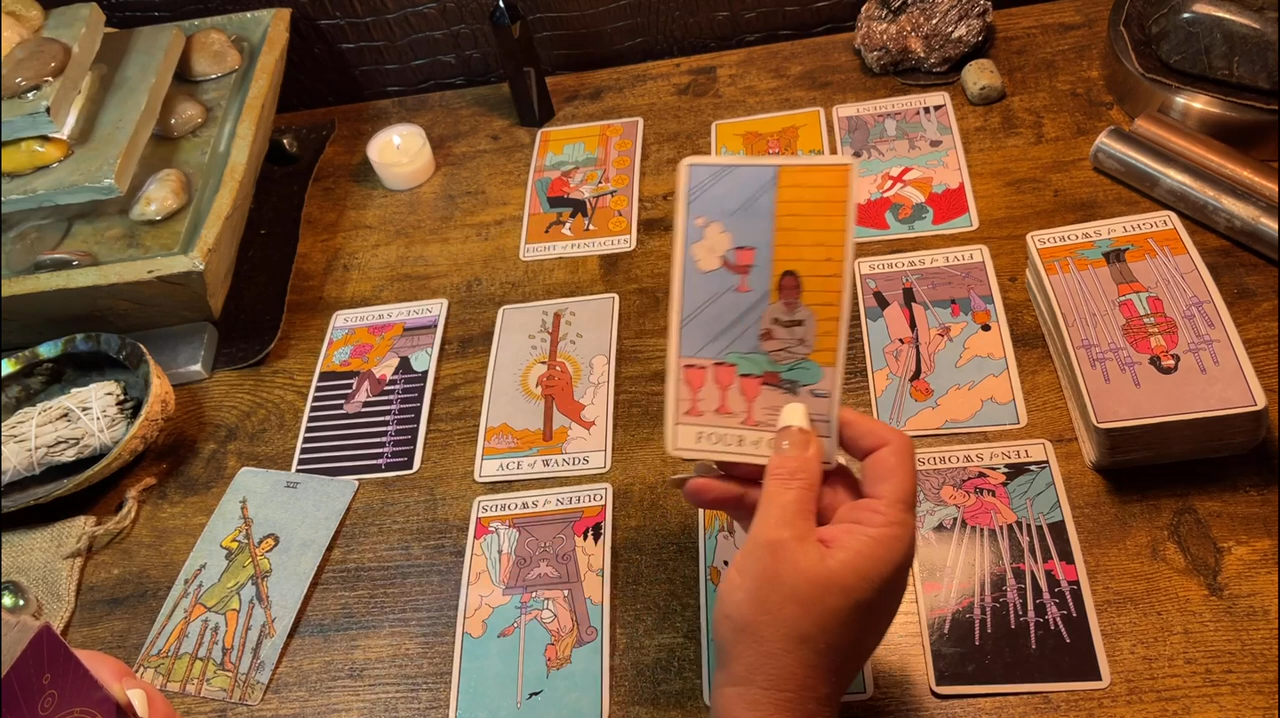 JUDGEMENT
EIGHT of PENTACLES
EIGHT of SWORDS
FIVE of SWORDS
NINE of SWORDS
FOUR of
ACE of WANDS
TEN of SWORDS
VII
QUEEN of SWORDS